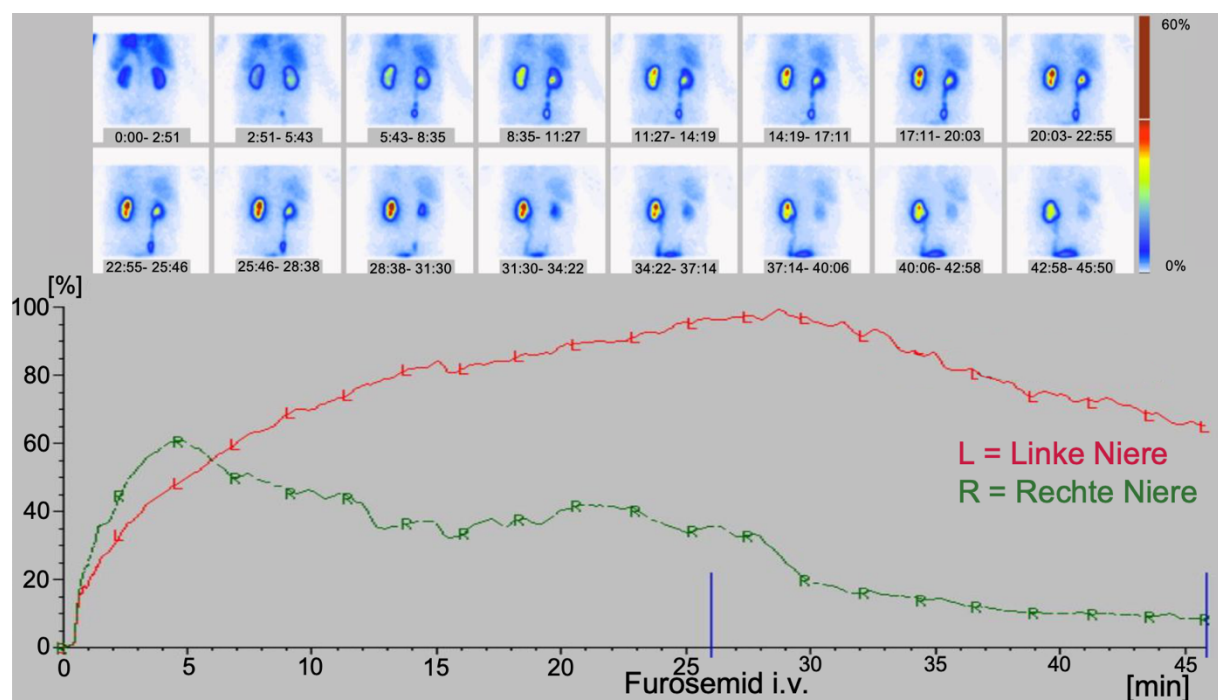 60%
0:00- 2:51 2:51- 5:43 5:43- 8:35 8:35- 11:27 11:27- 14:19 14:19- 17:11 17:11- 20:03 20:03- 22:55
22:55- 25:46 25:46- 28:38 28:38- 31:30 31:30- 34:22 34:22- 37:14 37:14- 40:06 40:06- 42:58 42:58- 45:50
0%
[%]
100
80
60
40
20
0
L = Linke Niere
R = Rechte Niere
0 5 10 15 20 25 30 35 40 45
Furosemid i.v. [min]